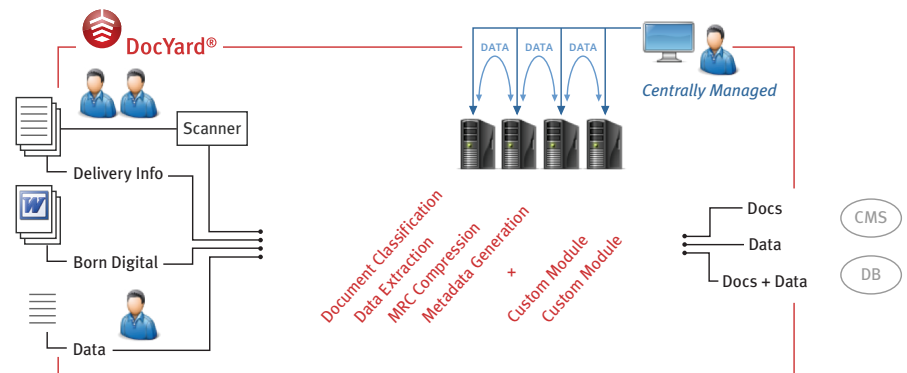 DocYard®
DATA
DATA
DATA
Centrally Managed
Scanner
Delivery Info
W
Born Digital
Data
Document Classification
Data Extraction
MRC Compression
Metadata Generation
+
Custom Module
Custom Module
Docs
Data
Docs + Data
CMS
DB